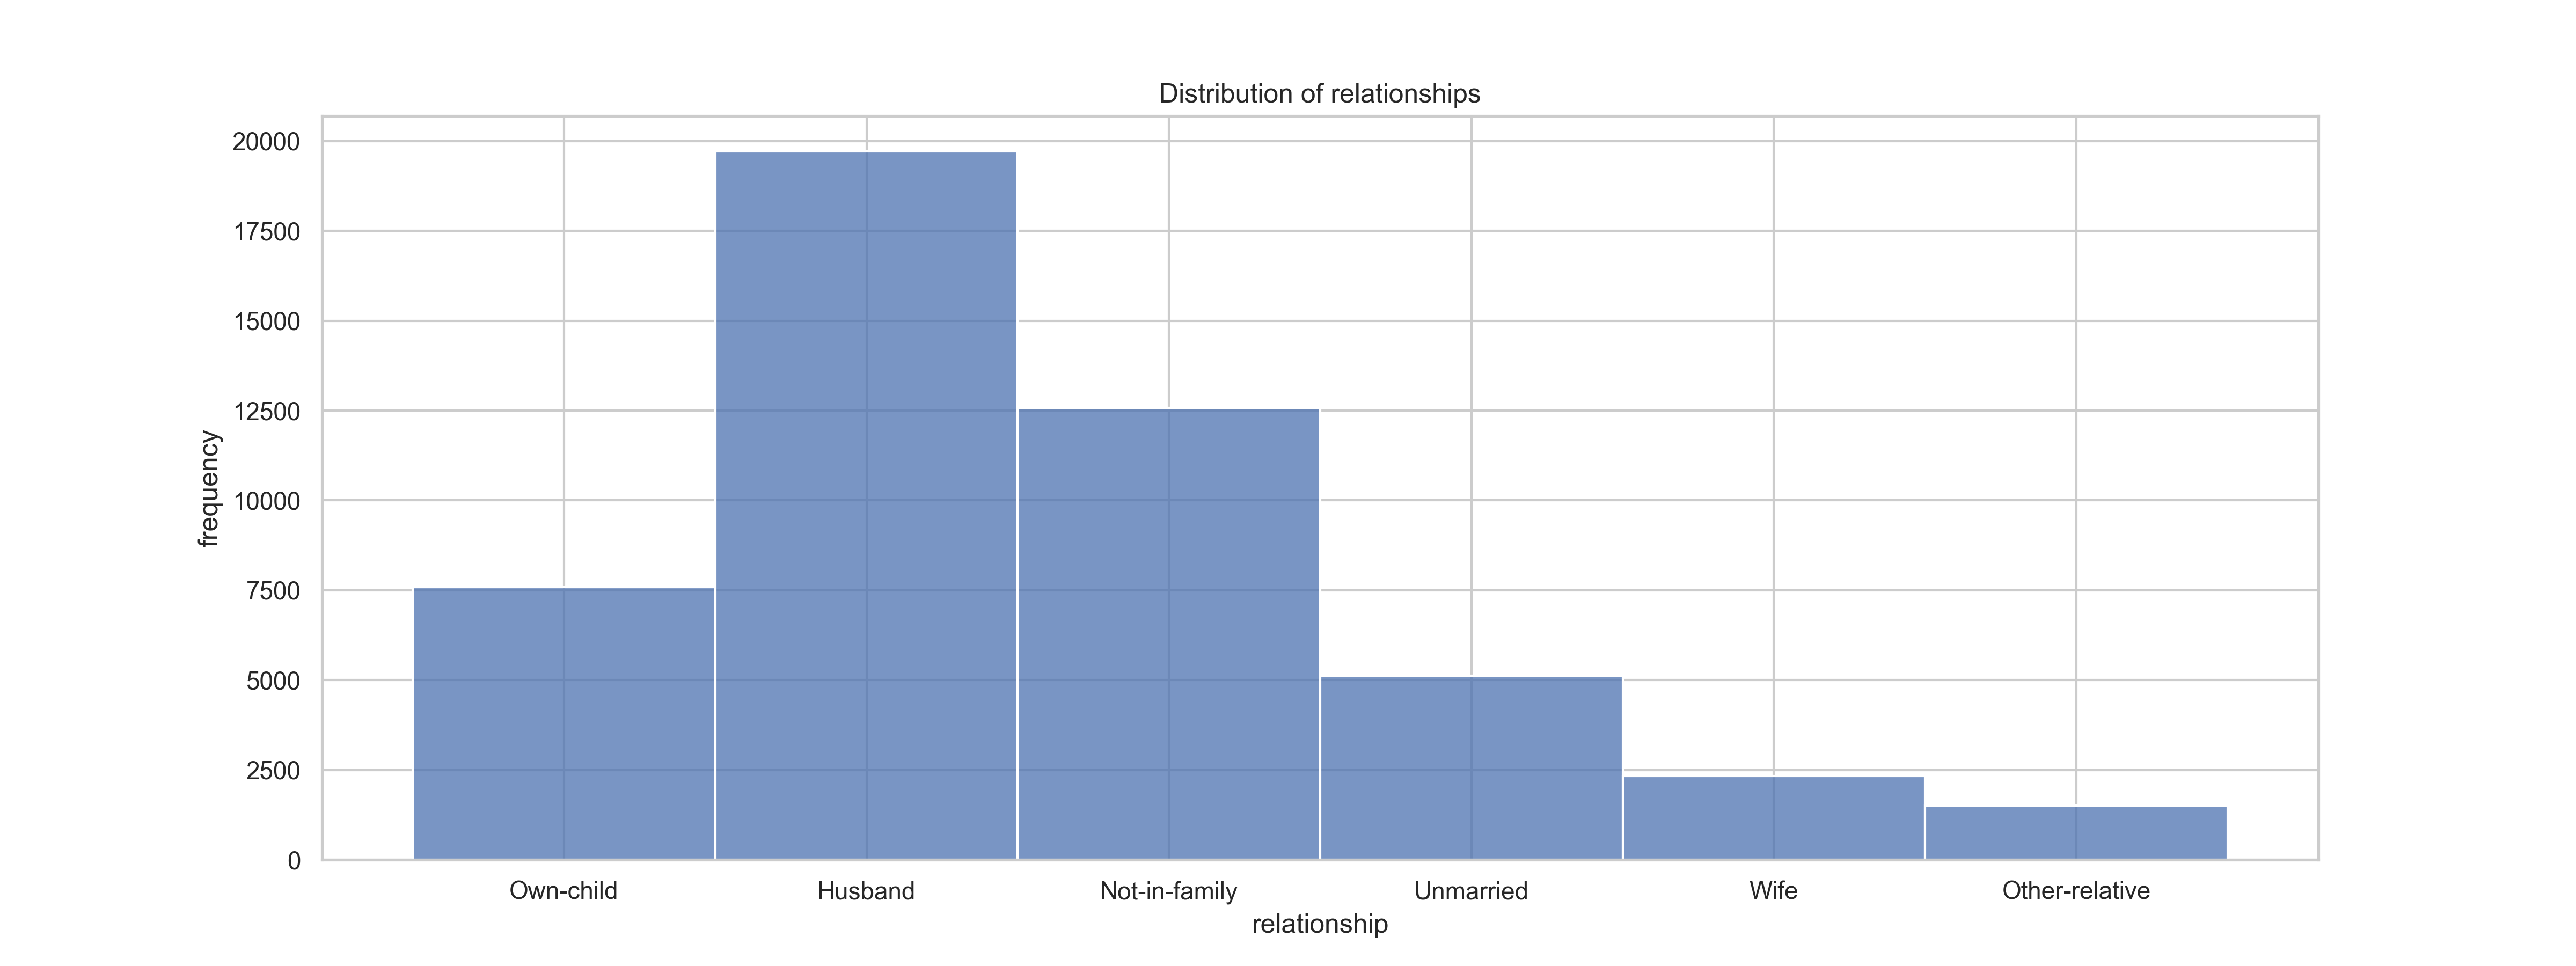 Distribution of relationships
20000
17500
15000
12500
10000
7500
5000
2500
0
frequency
Own-child Husband Not-in-family Unmarried Wife Other-relative
relationship